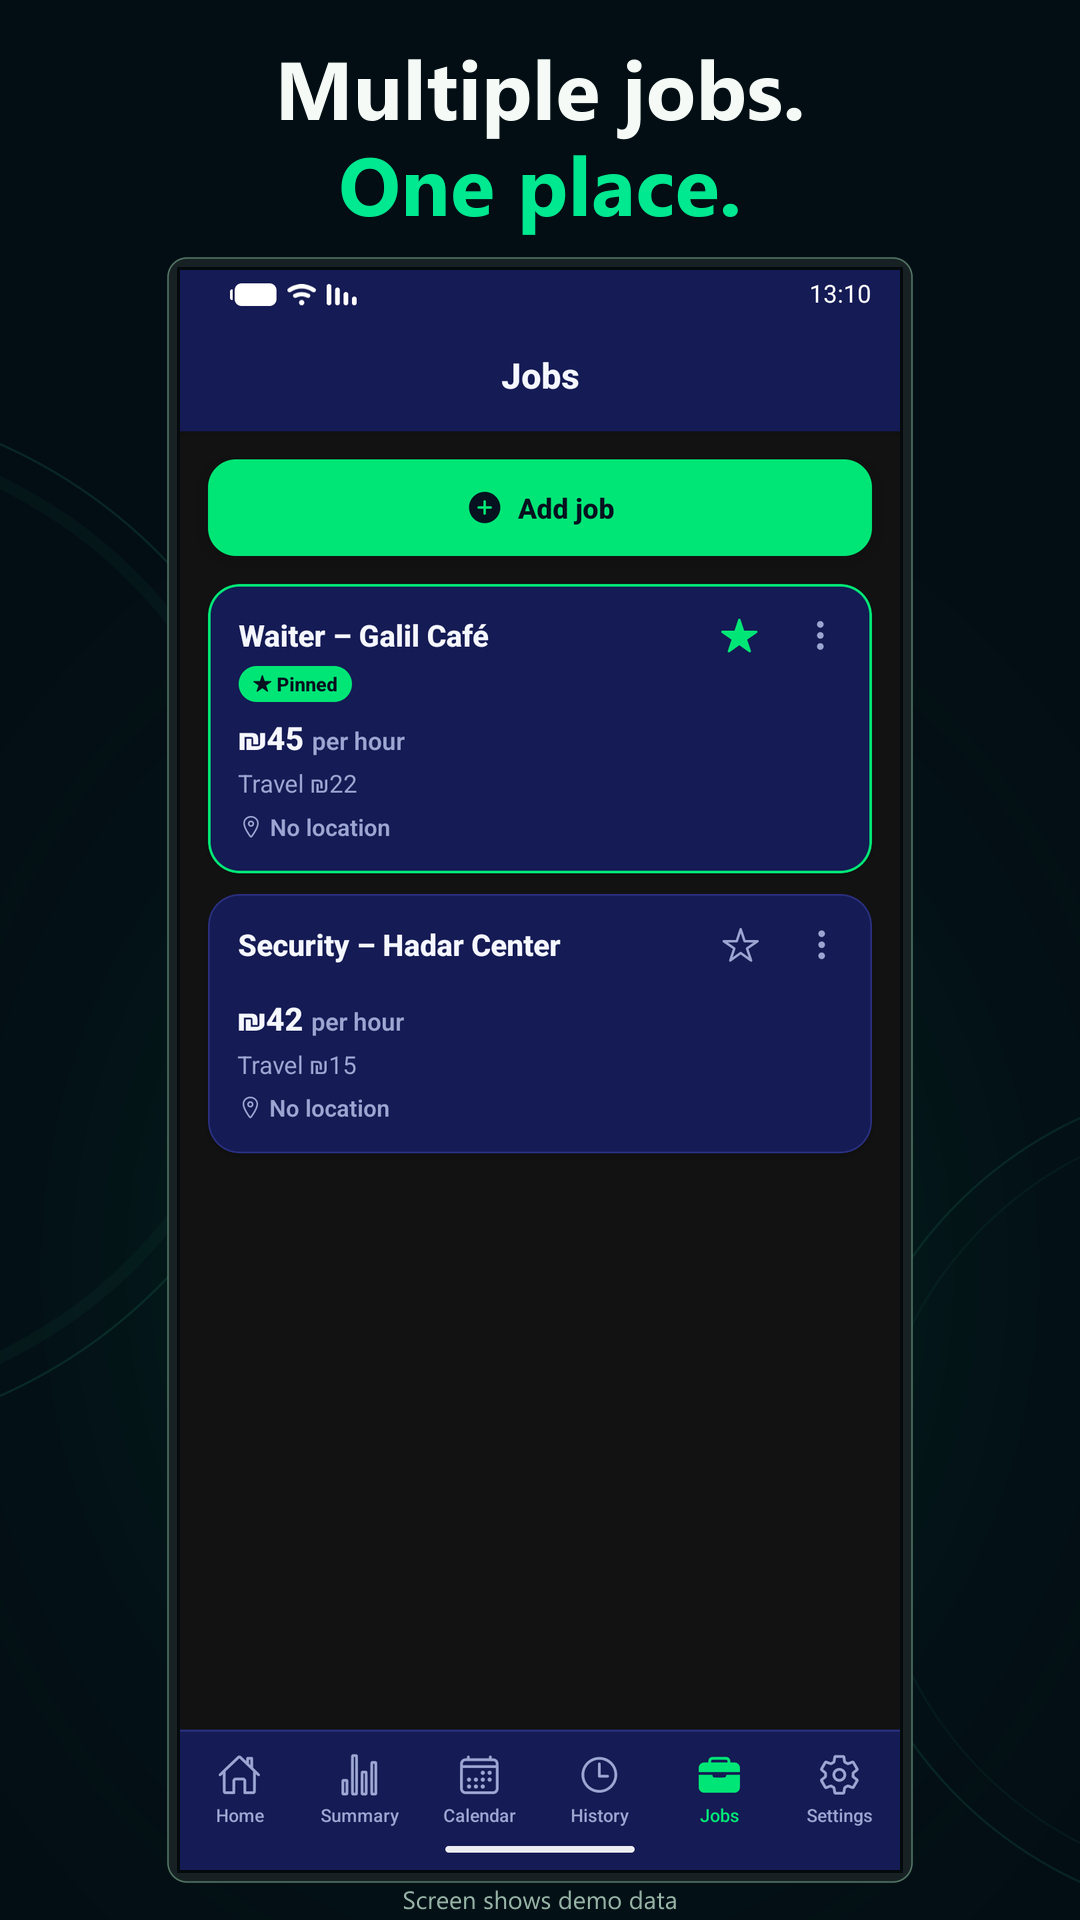 Multiple jobs.
One place.
13:10
Jobs
Add job
Waiter – Galil Café
★ Pinned
₪45 per hour
Travel ₪22
No location
Security – Hadar Center
₪42 per hour
Travel ₪15
No location
Home Summary Calendar History Jobs Settings
Screen shows demo data